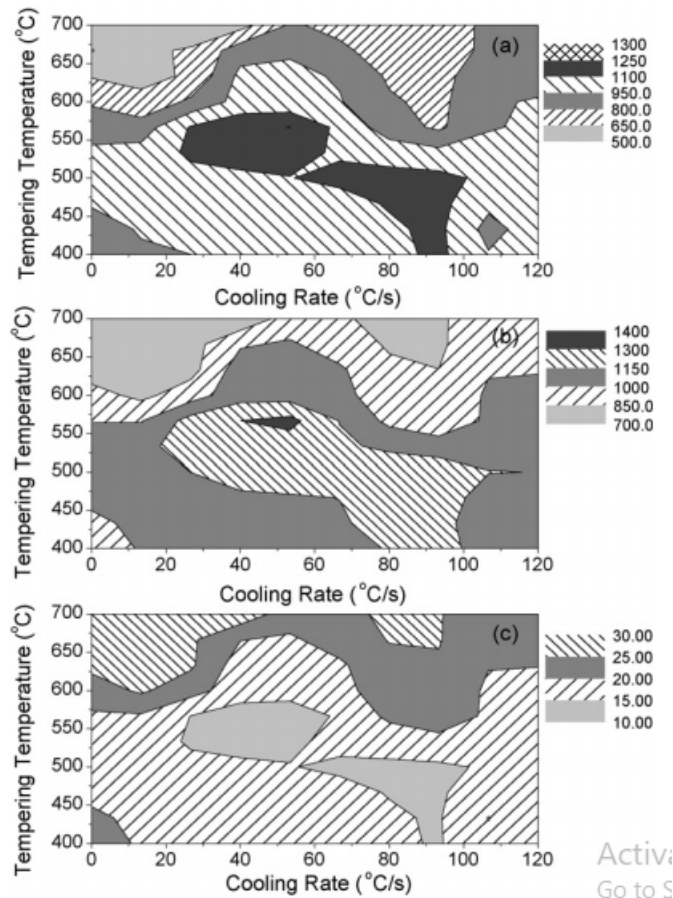 Tempering Temperature (°C)
700
650
600
550
500
450
400
(a)
1300
1250
1100
950.0
800.0
650.0
500.0
0 20 40 60 80 100 120
Cooling Rate (°C/s)
Tempering Temperature (°C)
700
650
600
550
500
450
400
(b)
1400
1300
1150
1000
850.0
700.0
0 20 40 60 80 100 120
Cooling Rate (°C/s)
Tempering Temperature (°C)
700
650
600
550
500
450
400
(c)
30.00
25.00
20.00
15.00
10.00
0 20 40 60 80 100 120
Cooling Rate (°C/s)
Activa
Go to S